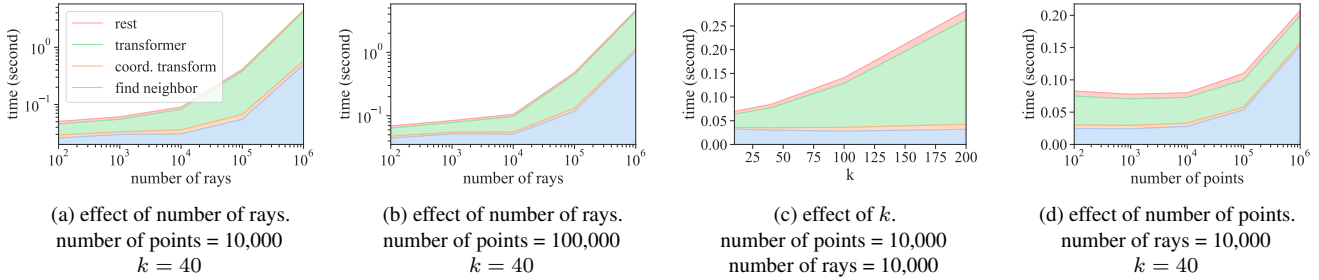 time (second)
10^0
10^-1
rest
transformer
coord. transform
find neighbor
10^2 10^3 10^4 10^5 10^6
number of rays
(a) effect of number of rays.
number of points = 10,000
k = 40
time (second)
10^0
10^-1
10^2 10^3 10^4 10^5 10^6
number of rays
(b) effect of number of rays.
number of points = 100,000
k = 40
time (second)
0.25
0.20
0.15
0.10
0.05
0.00
25 50 75 100 125 150 175 200
k
(c) effect of k.
number of points = 10,000
number of rays = 10,000
time (second)
0.20
0.15
0.10
0.05
0.00
10^2 10^3 10^4 10^5 10^6
number of points
(d) effect of number of points.
number of rays = 10,000
k = 40